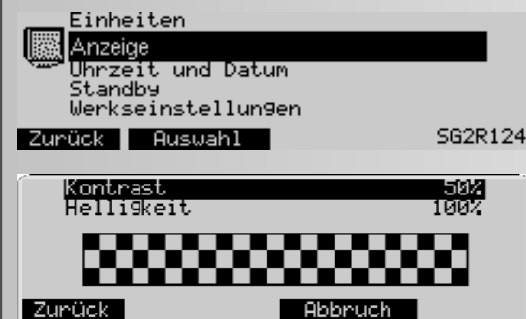 Einheiten
Anzeige
Uhrzeit und Datum
Standby
Werkseinstellungen
Zurück Auswahl SG2R124
Kontrast 50%
Helligkeit 100%
Zurück Abbruch